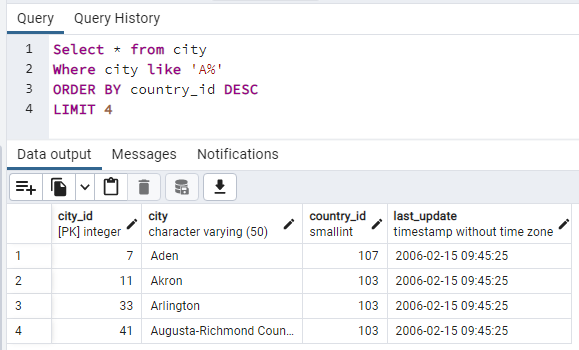 Query Query History
1 Select * from city
2 Where city like 'A%'
3 ORDER BY country_id DESC
4 LIMIT 4
Data output Messages Notifications
city_id city country_id last_update
[PK] integer character varying (50) smallint timestamp without time zone
1 7 Aden 107 2006-02-15 09:45:25
2 11 Akron 103 2006-02-15 09:45:25
3 33 Arlington 103 2006-02-15 09:45:25
4 41 Augusta-Richmond Coun... 103 2006-02-15 09:45:25